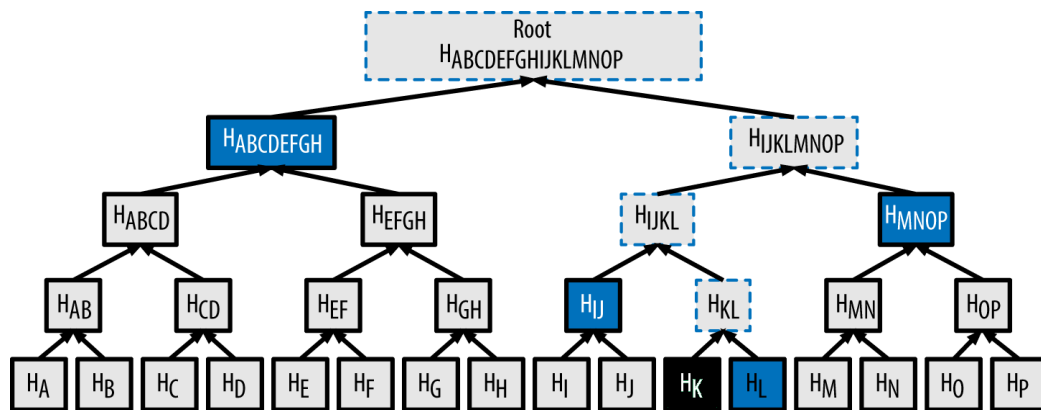 Root
HABCDEFGHIJKLMNOP
HABCDEFGH
HIJKLMNOP
HABCD
HEFGH
HIJKL
HMNOP
HAB
HCD
HEF
HGH
HIJ
HKL
HMN
HOP
HA
HB
HC
HD
HE
HF
HG
HH
HI
HJ
HK
HL
HM
HN
HO
HP